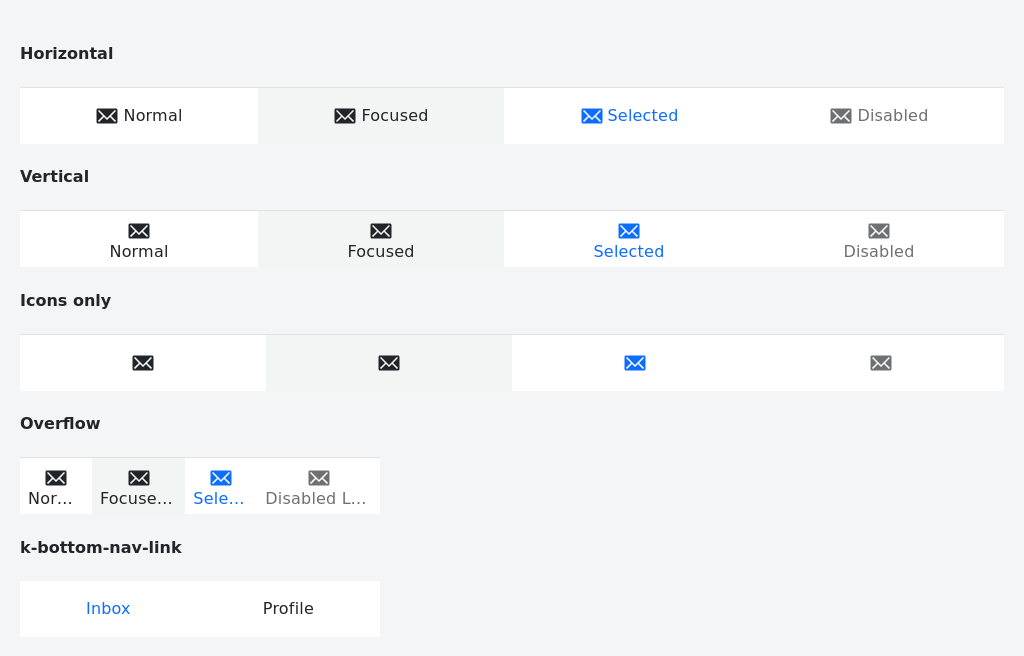 Horizontal
Normal Focused Selected Disabled
Vertical
Normal Focused Selected Disabled
Icons only
Overflow
Nor... Focuse... Sele... Disabled L...
k-bottom-nav-link
Inbox Profile